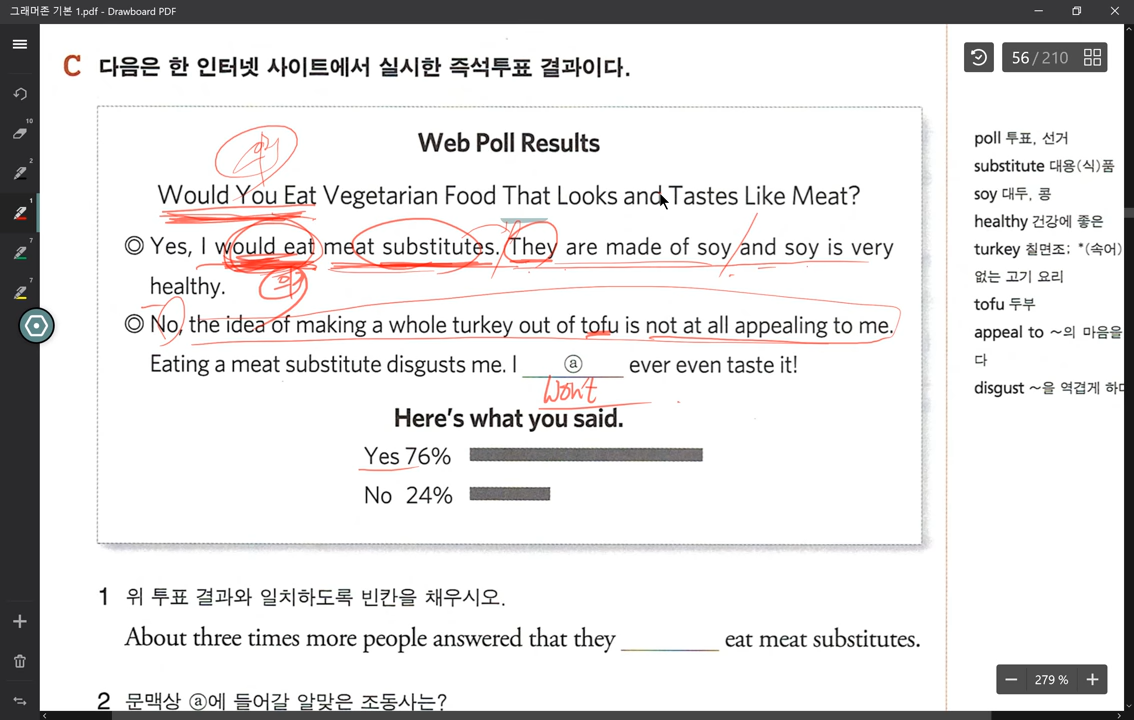 그래머존 기본 1.pdf - Drawboard PDF
56 / 210
C 다음은 한 인터넷 사이트에서 실시한 즉석투표 결과이다.
Web Poll Results
Would You Eat Vegetarian Food That Looks and Tastes Like Meat?
◎ Yes, I would eat meat substitutes. They are made of soy and soy is very
healthy.
◎ No, the idea of making a whole turkey out of tofu is not at all appealing to me.
Eating a meat substitute disgusts me. I ⓐ ever even taste it!
Won't
Here's what you said.
Yes 76%
No 24%
1 위 투표 결과와 일치하도록 빈칸을 채우시오.
About three times more people answered that they ________ eat meat substitutes.
2 문맥상 ⓐ에 들어갈 알맞은 조동사는?
poll 투표, 선거
substitute 대용(식)품
soy 대두, 콩
healthy 건강에 좋은
turkey 칠면조; *(속어)
없는 고기 요리
tofu 두부
appeal to ~의 마음을
다
disgust ~을 역겹게 하다
10
2
1
7
7
279 %